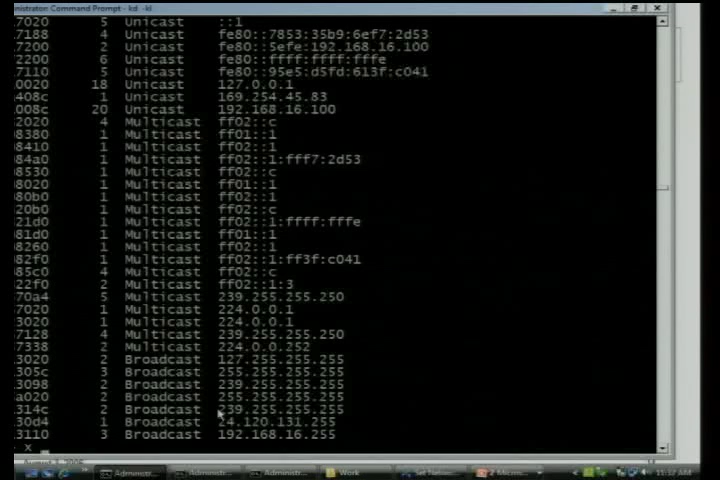 ministrator: Command Prompt - kd -kl
7020 5 Unicast ::1
7188 4 Unicast fe80::7853:35b9:6ef7:2d53
7200 2 Unicast fe80::5efe:192.168.16.100
2200 6 Unicast fe80::ffff:ffff:fffe
7110 5 Unicast fe80::95e5:d5fd:613f:c041
0020 18 Unicast 127.0.0.1
408c 1 Unicast 169.254.45.83
008c 20 Unicast 192.168.16.100
2020 4 Multicast ff02::c
8380 1 Multicast ff01::1
8410 1 Multicast ff02::1
84a0 1 Multicast ff02::1:fff7:2d53
8530 1 Multicast ff02::c
8020 1 Multicast ff01::1
80b0 1 Multicast ff02::1
20b0 1 Multicast ff02::c
21d0 1 Multicast ff02::1:ffff:fffe
81d0 1 Multicast ff01::1
8260 1 Multicast ff02::1
82f0 1 Multicast ff02::1:ff3f:c041
85c0 4 Multicast ff02::c
22f0 2 Multicast ff02::1:3
70a4 5 Multicast 239.255.255.250
7020 1 Multicast 224.0.0.1
3020 1 Multicast 224.0.0.1
7128 4 Multicast 239.255.255.250
7338 2 Multicast 224.0.0.252
3020 2 Broadcast 127.255.255.255
305c 3 Broadcast 255.255.255.255
3098 2 Broadcast 239.255.255.255
a020 2 Broadcast 255.255.255.255
314c 2 Broadcast 239.255.255.255
30d4 1 Broadcast 24.120.131.255
3110 3 Broadcast 192.168.16.255
x
Administr... Administr... Administr... Work 2 Micros... 11:32 AM